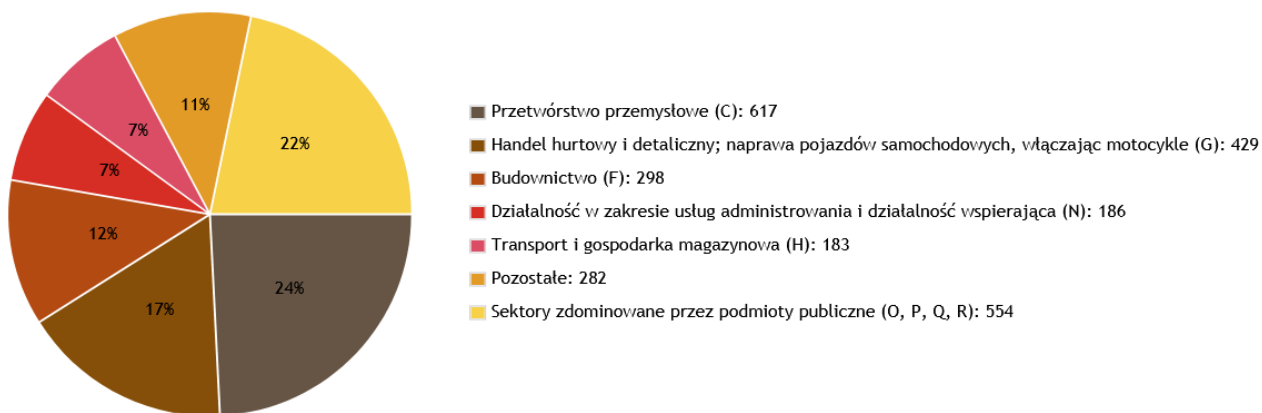 11%
7%
22%
7%
12%
24%
17%
Przetwórstwo przemysłowe (C): 617
Handel hurtowy i detaliczny; naprawa pojazdów samochodowych, włączając motocykle (G): 429
Budownictwo (F): 298
Działalność w zakresie usług administrowania i działalność wspierająca (N): 186
Transport i gospodarka magazynowa (H): 183
Pozostałe: 282
Sektory zdominowane przez podmioty publiczne (O, P, Q, R): 554